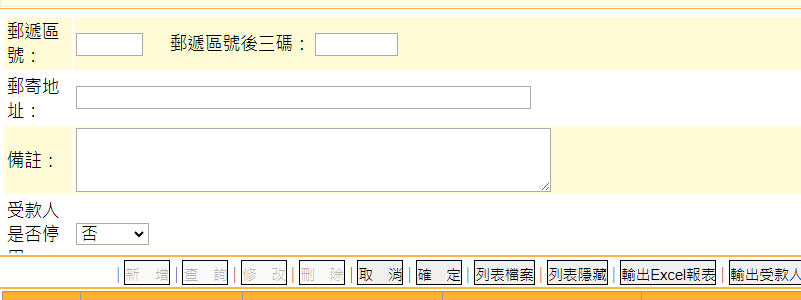 郵遞區
號： 郵遞區號後三碼：
郵寄地
址：
備註：
受款人
是否停 否
| 新 增 | 查 詢 | 修 改 | 刪 除 | 取 消 | 確 定 | 列表檔案 | 列表隱藏 | 輸出Excel報表 | 輸出受款人